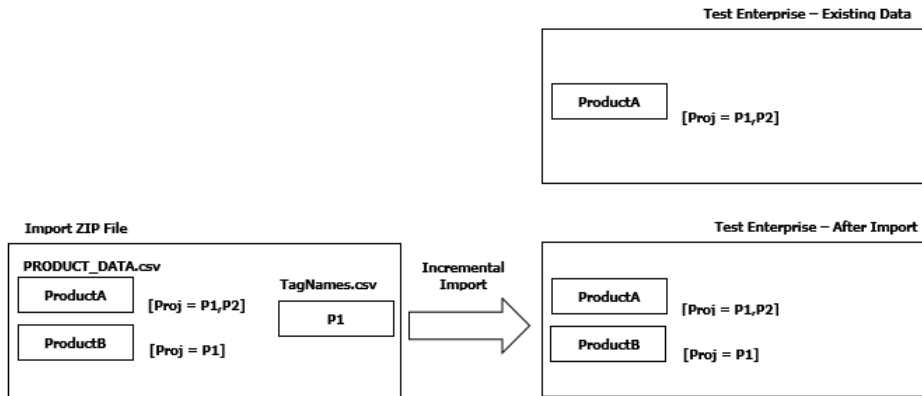 Test Enterprise – Existing Data
ProductA
[Proj = P1,P2]
Import ZIP File
PRODUCT_DATA.csv
ProductA
[Proj = P1,P2]
ProductB
[Proj = P1]
TagNames.csv
P1
Incremental
Import
Test Enterprise – After Import
ProductA
[Proj = P1,P2]
ProductB
[Proj = P1]